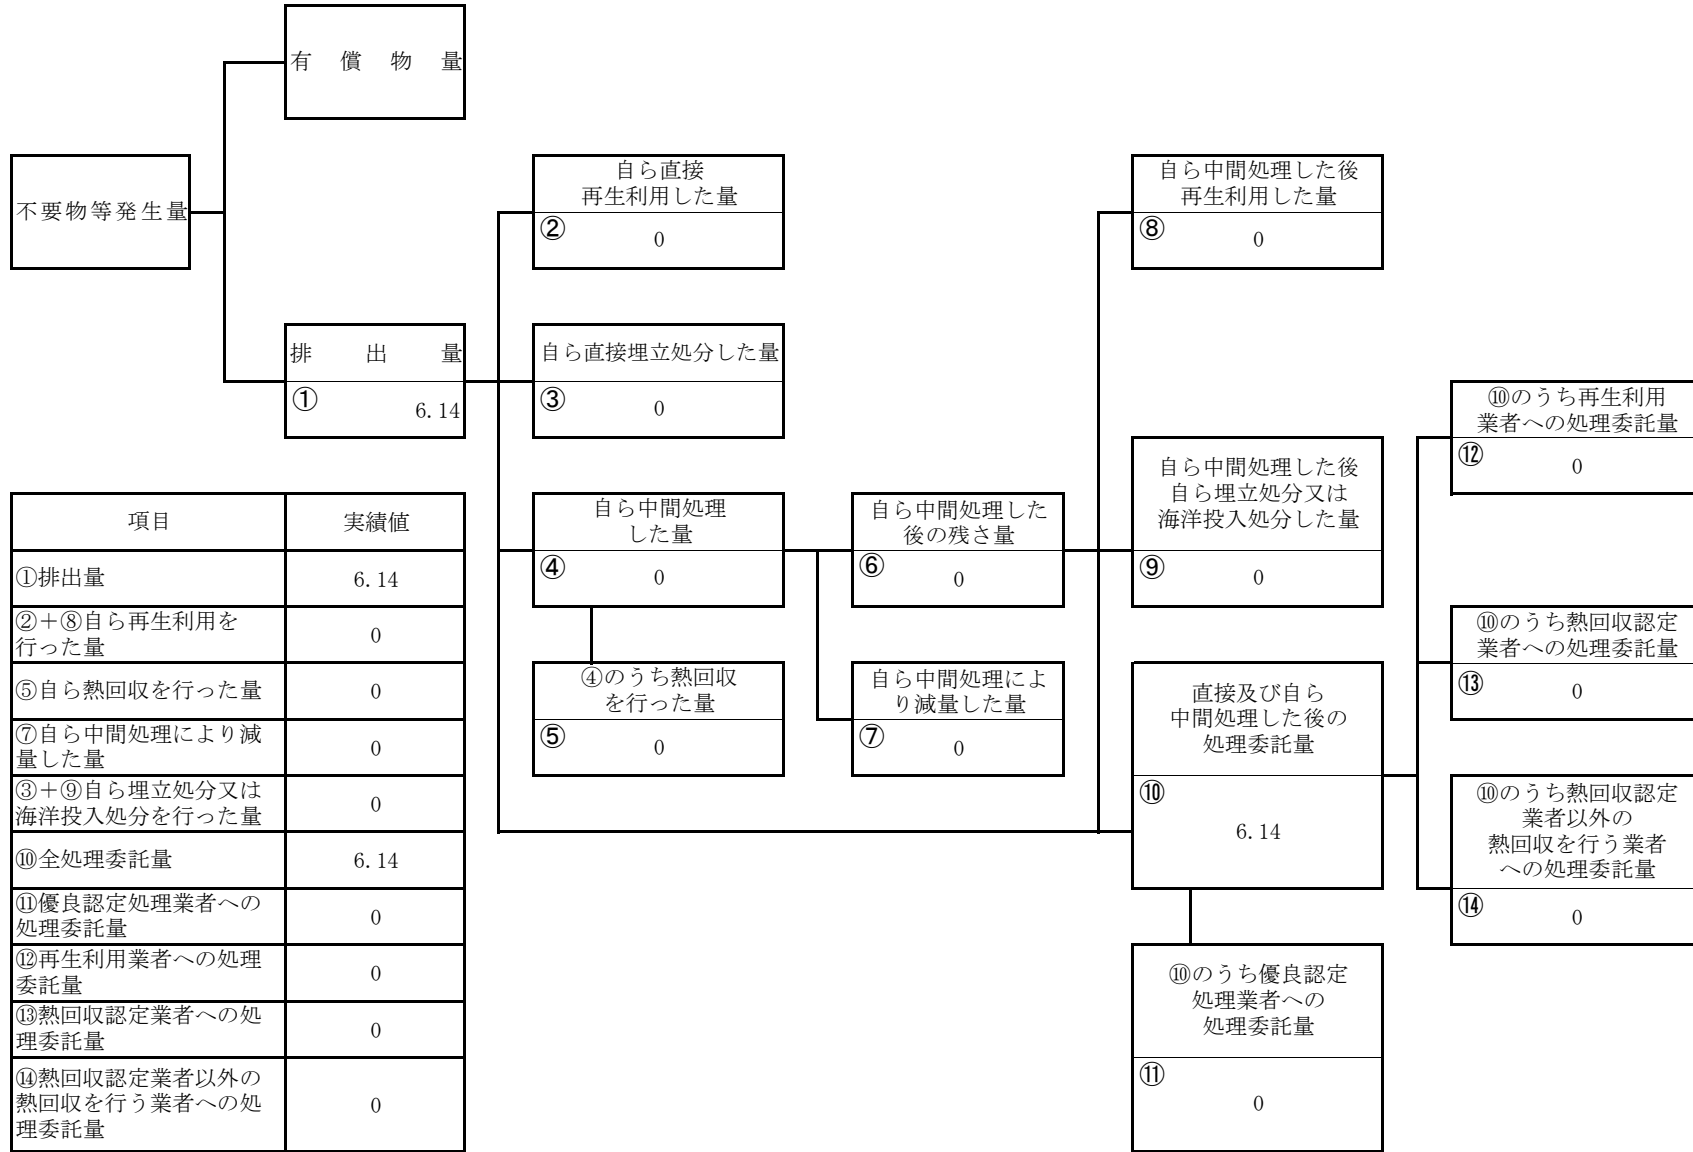 有償物量
不要物等発生量
排出量
①
6.14
自ら直接
再生利用した量
②
0
自ら直接埋立処分した量
③
0
自ら中間処理
した量
④
0
④のうち熱回収
を行った量
⑤
0
自ら中間処理した
後の残さ量
⑥
0
自ら中間処理によ
り減量した量
⑦
0
自ら中間処理した後
再生利用した量
⑧
0
自ら中間処理した後
自ら埋立処分又は
海洋投入処分した量
⑨
0
直接及び自ら
中間処理した後の
処理委託量
⑩
6.14
⑩のうち優良認定
処理業者への
処理委託量
⑪
0
⑩のうち再生利用
業者への処理委託量
⑫
0
⑩のうち熱回収認定
業者への処理委託量
⑬
0
⑩のうち熱回収認定
業者以外の
熱回収を行う業者
への処理委託量
⑭
0
項目 実績値
①排出量 6.14
②＋⑧自ら再生利用を
行った量 0
⑤自ら熱回収を行った量 0
⑦自ら中間処理により減
量した量 0
③＋⑨自ら埋立処分又は
海洋投入処分を行った量 0
⑩全処理委託量 6.14
⑪優良認定処理業者への
処理委託量 0
⑫再生利用業者への処理
委託量 0
⑬熱回収認定業者への処
理委託量 0
⑭熱回収認定業者以外の
熱回収を行う業者への処 0
理委託量